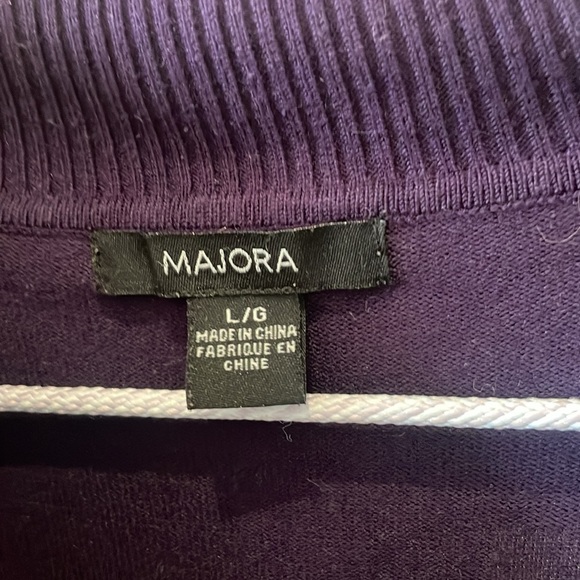 MAJORA
L/G
MADE IN CHINA
FABRIQUE EN
CHINE